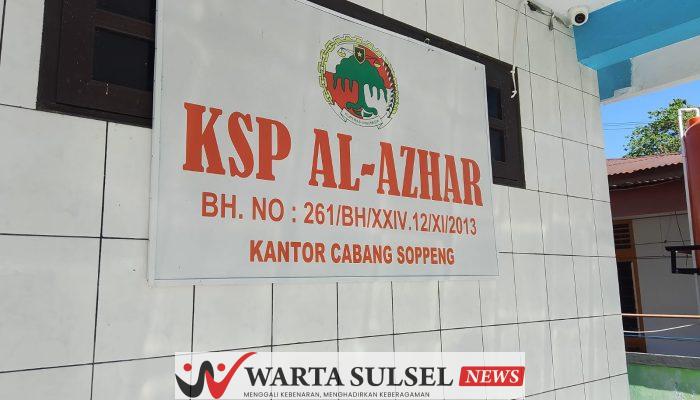 KSP AL-AZHAR
BH. NO : 261/BH/XXIV.12/XI/2013
KANTOR CABANG SOPPENG
WARTA SULSEL NEWS
MENGGALI KEBENARAN, MENGHADIRKAN KEBERAGAMAN